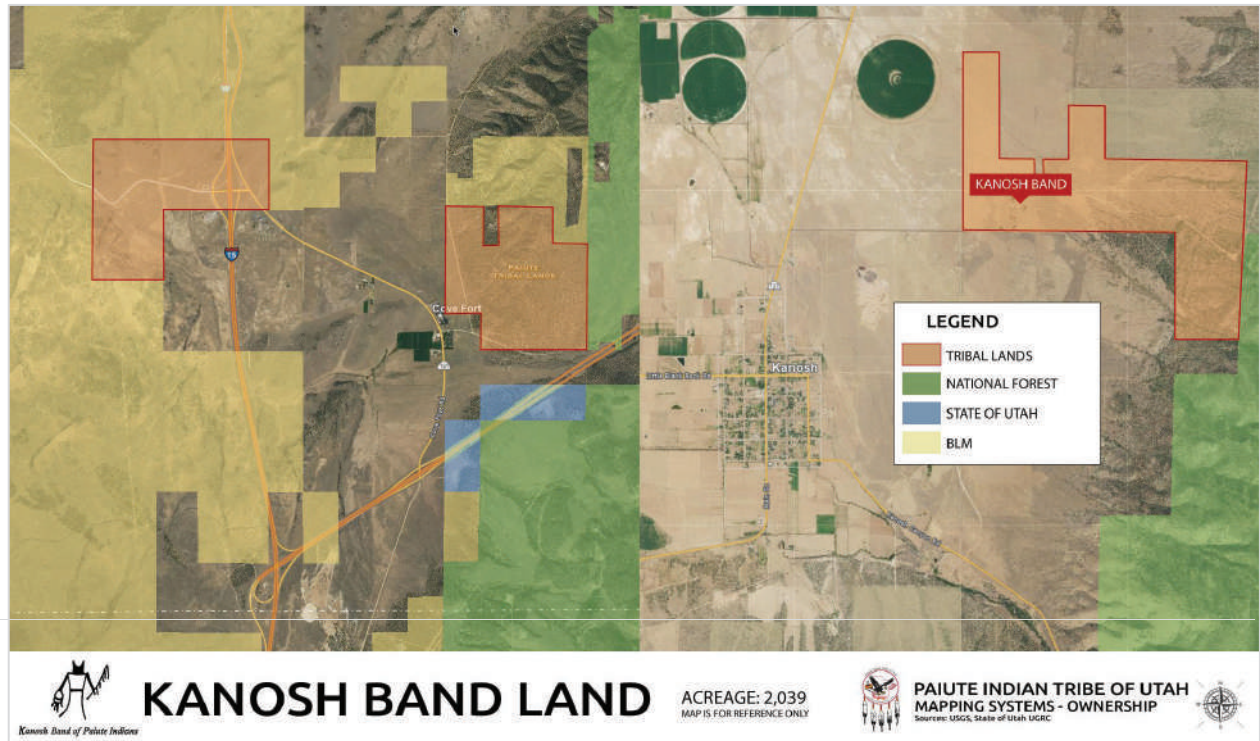 15
PAIUTE
TRIBAL LANDS
Cove Fort
KANOSH BAND
Kanosh
Main St
LEGEND
TRIBAL LANDS
NATIONAL FOREST
STATE OF UTAH
BLM
Kanosh Band of Paiute Indians
KANOSH BAND LAND
ACREAGE: 2,039
MAP IS FOR REFERENCE ONLY
PAIUTE INDIAN TRIBE OF UTAH
MAPPING SYSTEMS - OWNERSHIP
Sources: USGS, State of Utah UGRC